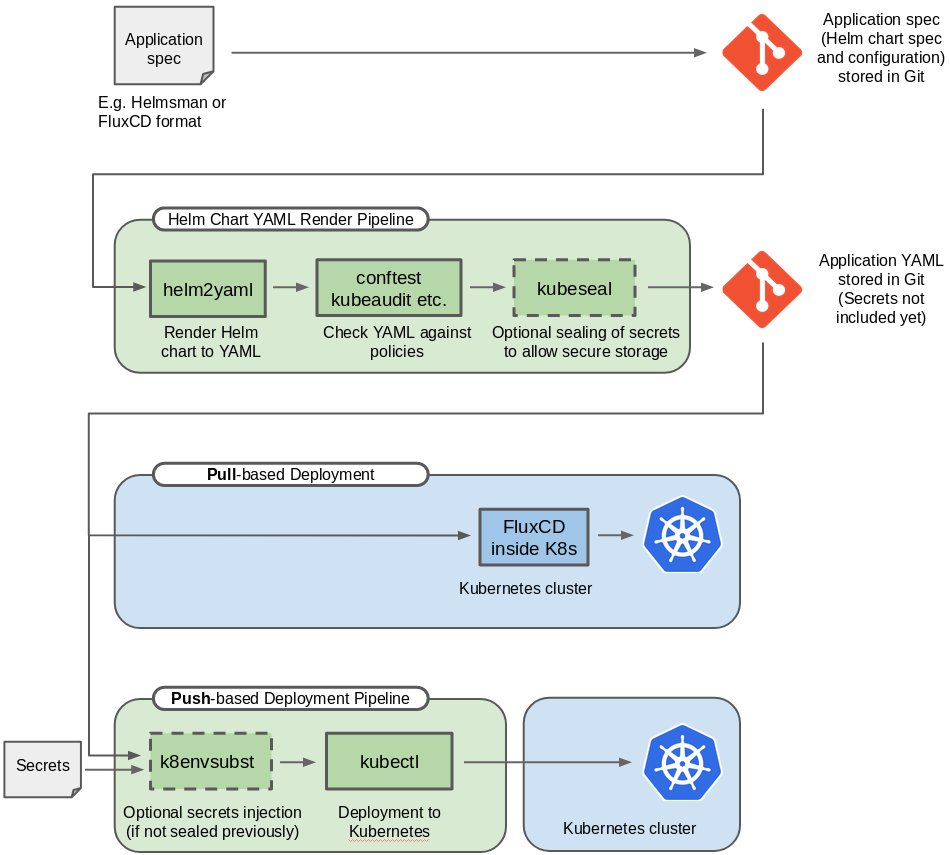 Application
spec
E.g. Helmsman or
FluxCD format
Application spec
(Helm chart spec
and configuration)
stored in Git
Helm Chart YAML Render Pipeline
helm2yaml
Render Helm
chart to YAML
conftest
kubeaudit etc.
Check YAML against
policies
kubeseal
Optional sealing of secrets
to allow secure storage
Application YAML
stored in Git
(Secrets not
included yet)
Pull-based Deployment
FluxCD
inside K8s
Kubernetes cluster
Push-based Deployment Pipeline
Secrets
k8envsubst
Optional secrets injection
(if not sealed previously)
kubectl
Deployment to
Kubernetes
Kubernetes cluster